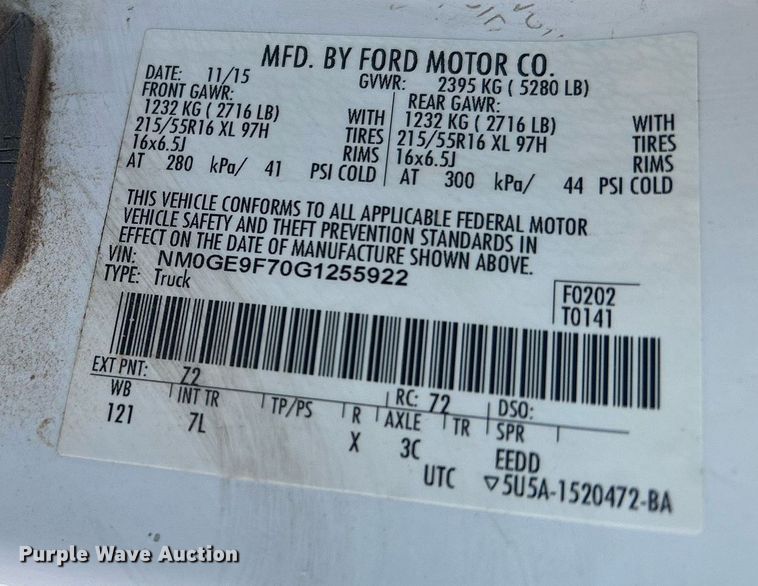 MFD. BY FORD MOTOR CO.
DATE: 11/15 GVWR: 2395 KG ( 5280 LB)
FRONT GAWR: REAR GAWR:
1232 KG ( 2716 LB) WITH 1232 KG ( 2716 LB) WITH
215/55R16 XL 97H TIRES 215/55R16 XL 97H TIRES
16x6.5J RIMS 16x6.5J RIMS
AT 280 kPa/ 41 PSI COLD AT 300 kPa/ 44 PSI COLD
THIS VEHICLE CONFORMS TO ALL APPLICABLE FEDERAL MOTOR
VEHICLE SAFETY AND THEFT PREVENTION STANDARDS IN
EFFECT ON THE DATE OF MANUFACTURE SHOWN ABOVE.
VIN: NM0GE9F70G1255922
TYPE: Truck
F0202
T0141
EXT PNT: 72 RC: 72 DSO:
WB INT TR TP/PS R AXLE TR SPR
121 7L X 3C EEDD
UTC ▽5U5A-1520472-BA
Purple Wave Auction